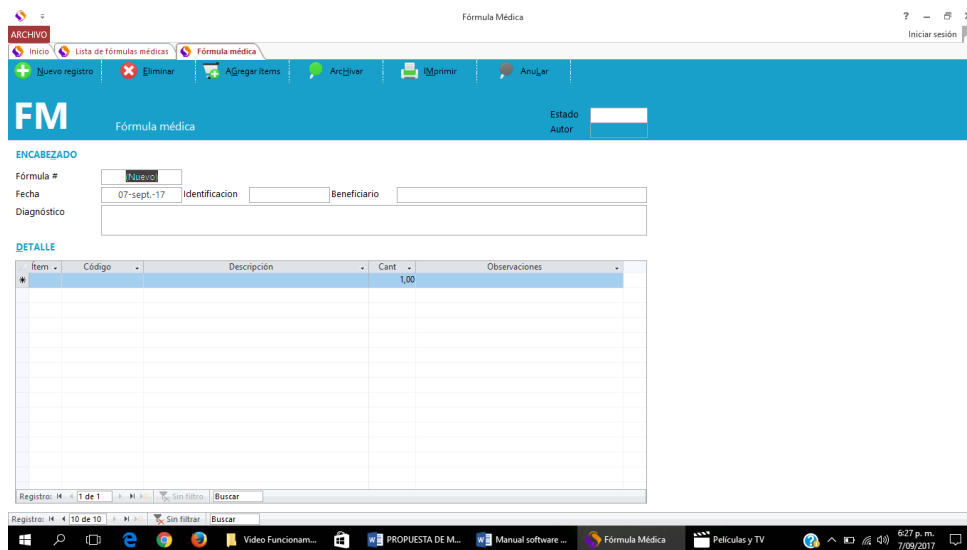 Fórmula Médica
?
ARCHIVO
Iniciar sesión
Inicio Lista de fórmulas médicas Fórmula médica
Nuevo registro Eliminar AGregar ítems ArcHivar IMprimir AnuLar
FM Fórmula médica
Estado
Autor
ENCABEZADO
Fórmula # (Nuevo)
Fecha 07-sept.-17 Identificacion Beneficiario
Diagnóstico
DETALLE
Ítem Código Descripción Cant Observaciones
1,00
Registro: 1 de 1 Sin filtro Buscar
Registro: 10 de 10 Sin filtrar Buscar
Video Funcionam... PROPUESTA DE M... Manual software ... Fórmula Médica Películas y TV 6:27 p. m.
7/09/2017